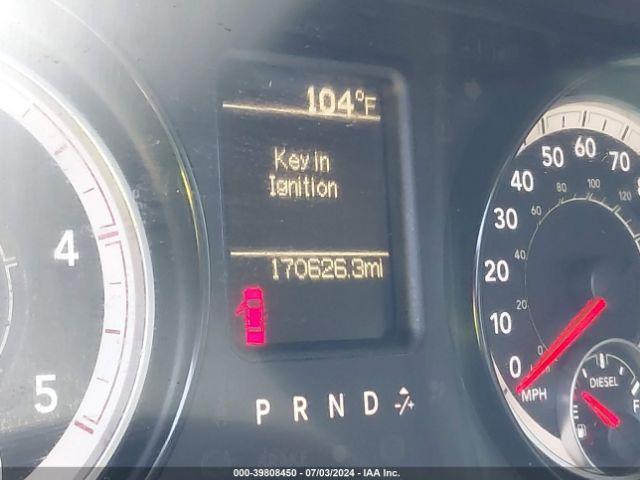 104°F
Key in
Ignition
170626.3mi
P R N D -/+
4
5
0 10 20 30 40 50 60 70
20 40 60 80 100 120
MPH
DIESEL
E F
000-39808450 - 07/03/2024 - IAA Inc.